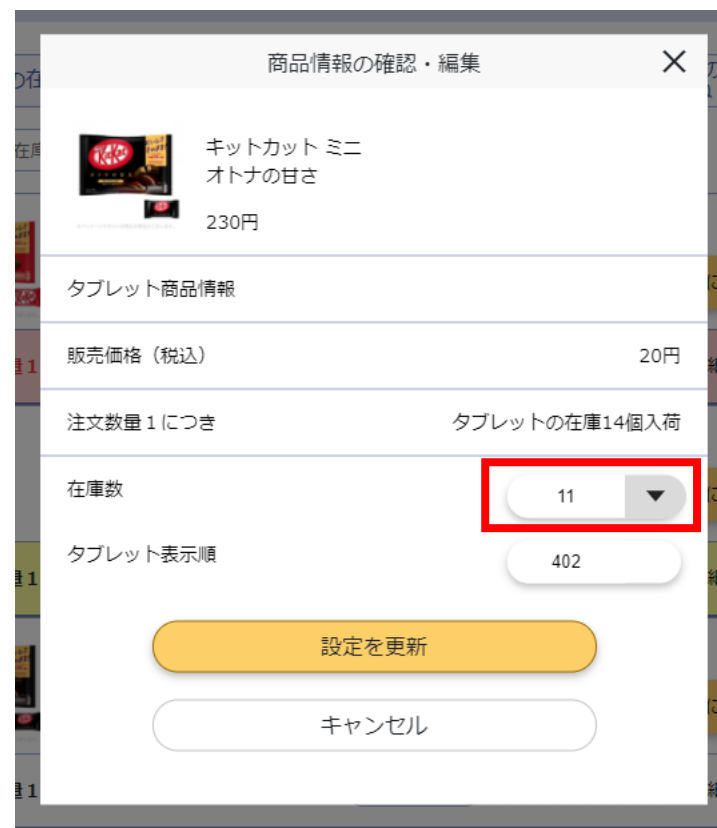 商品情報の確認・編集
キットカット ミニ
オトナの甘さ
230円
タブレット商品情報
販売価格（税込）
20円
注文数量１につき
タブレットの在庫14個入荷
在庫数
11
タブレット表示順
402
設定を更新
キャンセル